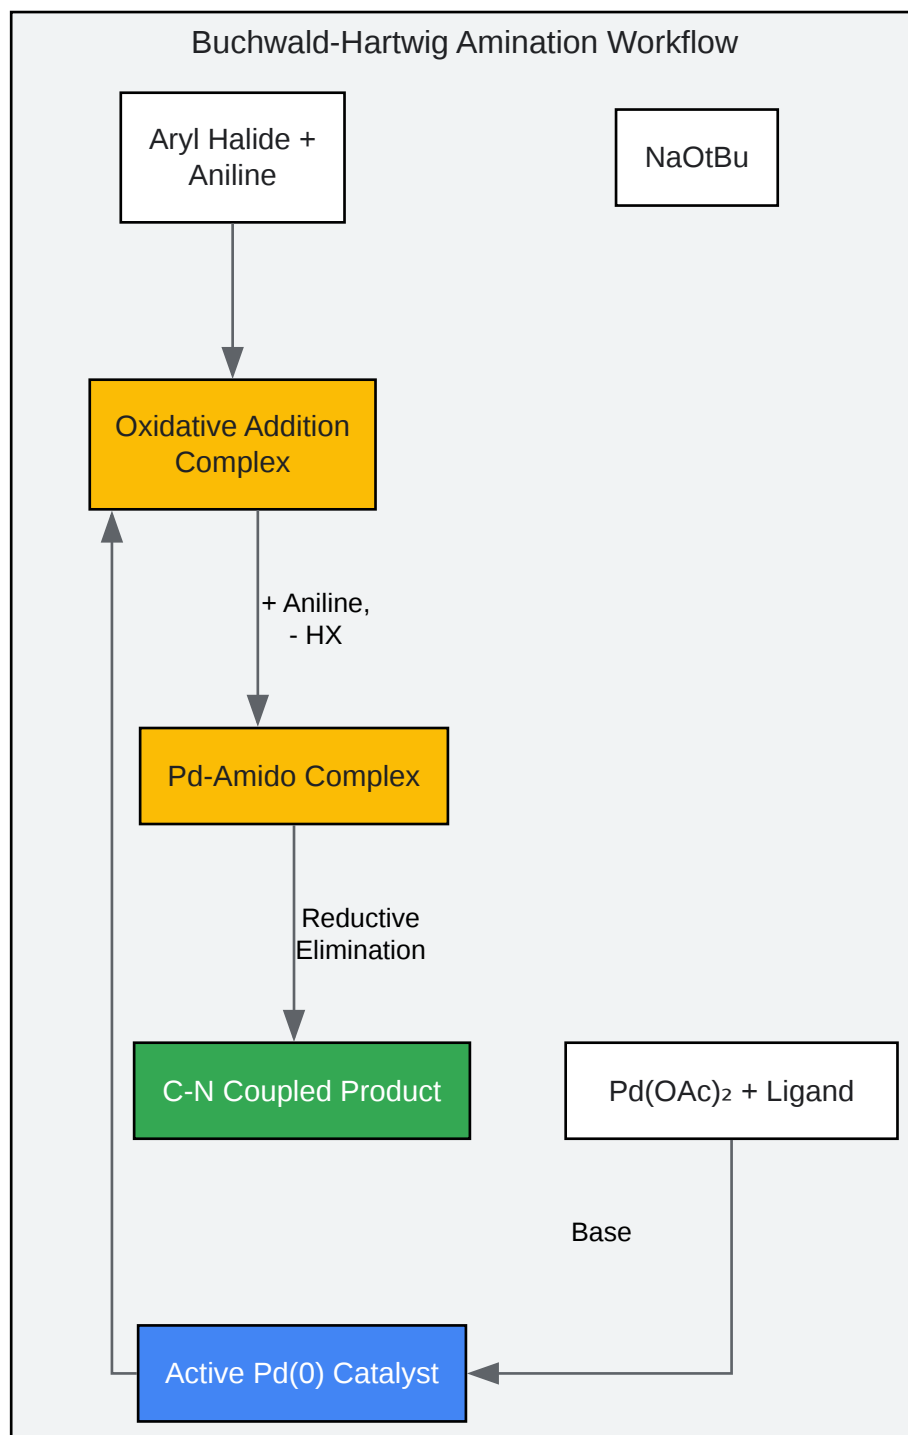 Buchwald-Hartwig Amination Workflow
Aryl Halide +
Aniline
NaOtBu
Oxidative Addition
Complex
+ Aniline,
- HX
Pd-Amido Complex
Reductive
Elimination
C-N Coupled Product
Pd(OAc)₂ + Ligand
Base
Active Pd(0) Catalyst